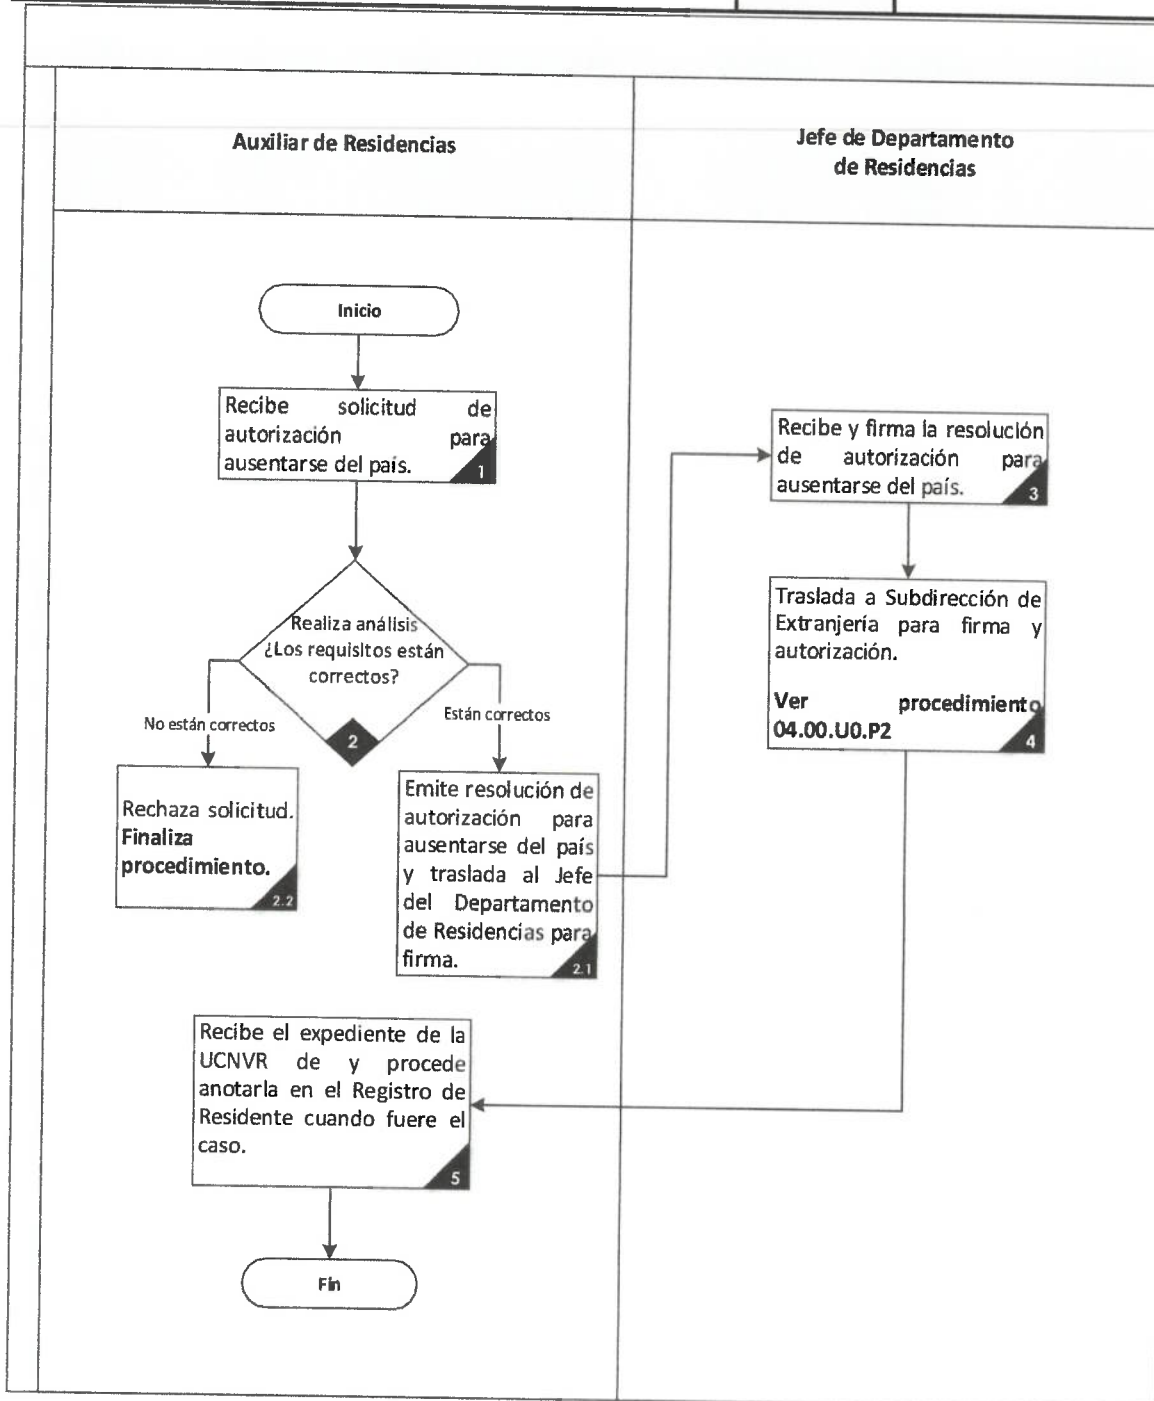 Auxiliar de Residencias
Jefe de Departamento
de Residencias
Inicio
Recibe solicitud de
autorización para
ausentarse del país.
1
Realiza análisis
¿Los requisitos están
correctos?
2
No están correctos
Están correctos
Rechaza solicitud.
Finaliza
procedimiento.
2.2
Emite resolución de
autorización para
ausentarse del país
y traslada al Jefe
del Departamento
de Residencias para
firma.
2.1
Recibe y firma la resolución
de autorización para
ausentarse del país.
3
Traslada a Subdirección de
Extranjería para firma y
autorización.
Ver procedimiento
04.00.U0.P2
4
Recibe el expediente de la
UCNVR de y procede
anotarla en el Registro de
Residente cuando fuere el
caso.
5
Fin